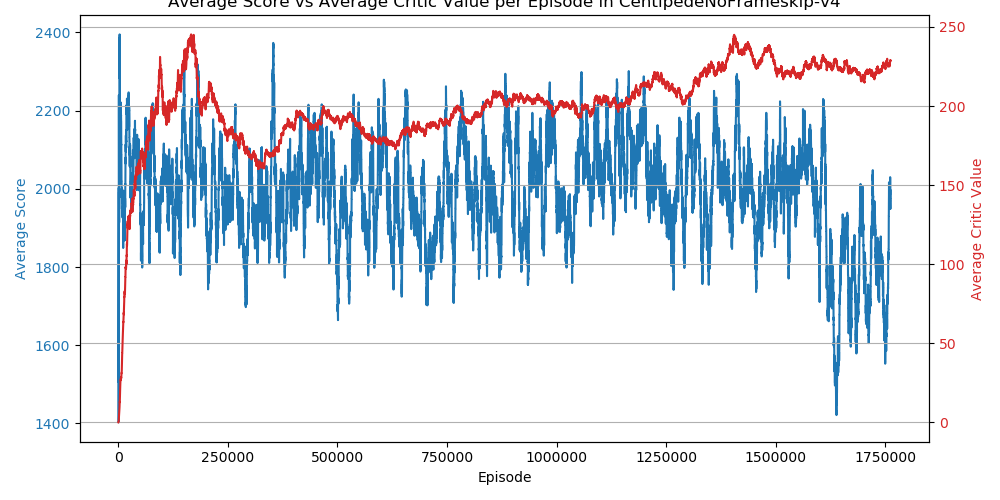 Average Score vs Average Critic Value per Episode in CentipedeNoFrameskip-v4
2400
2200
2000
1800
1600
1400
Average Score
250
200
150
100
50
0
Average Critic Value
0 250000 500000 750000 1000000 1250000 1500000 1750000
Episode